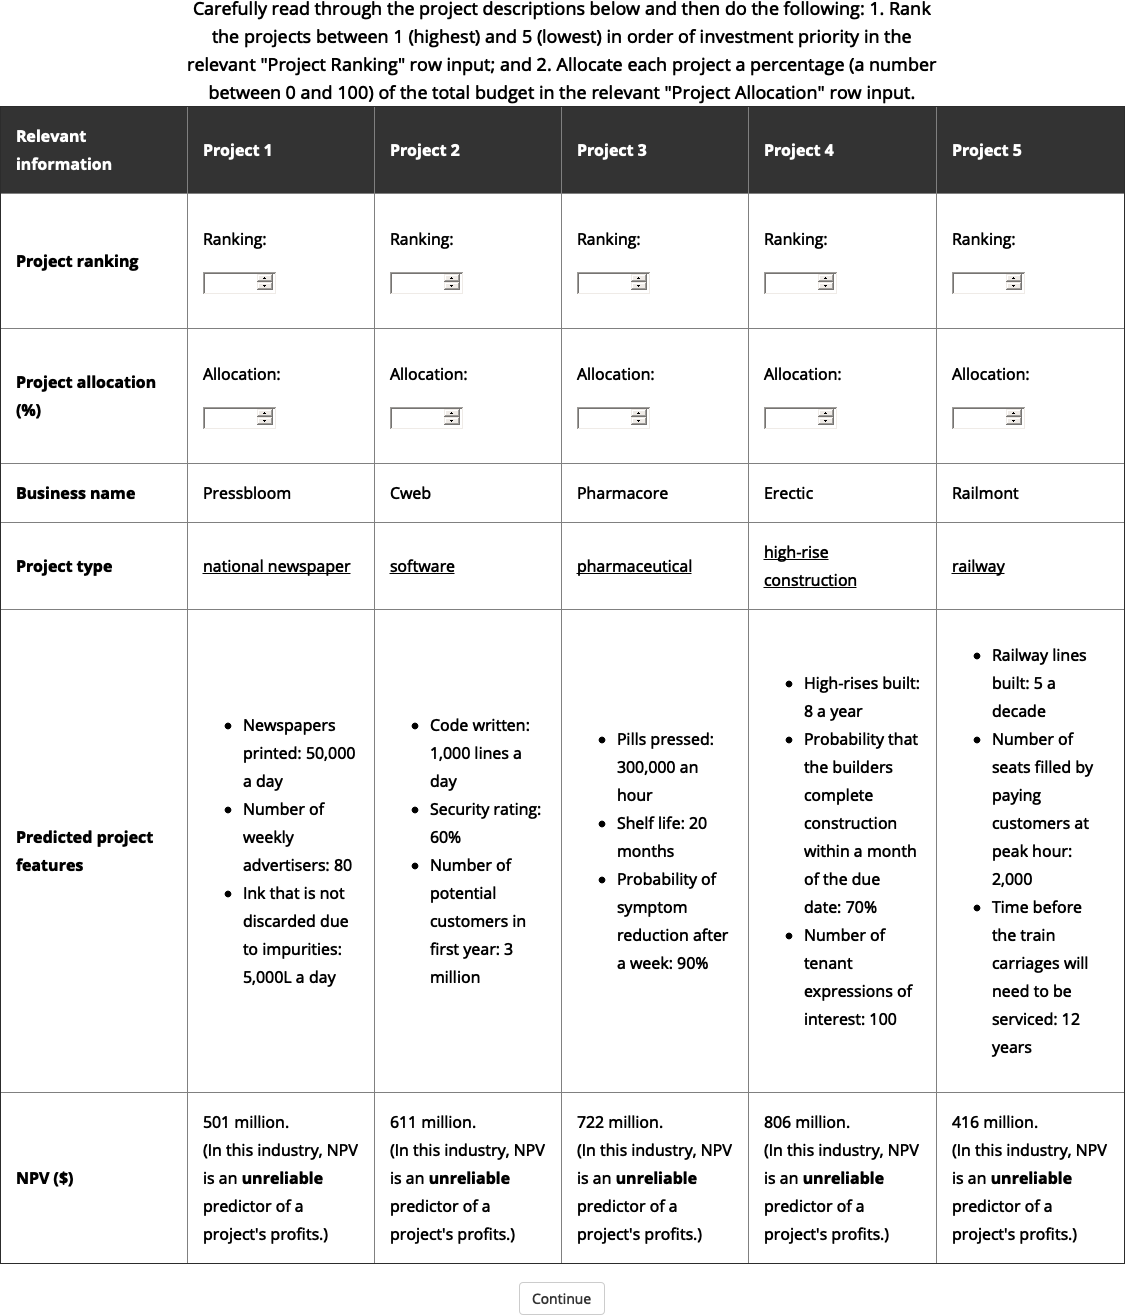 Carefully read through the project descriptions below and then do the following: 1. Rank
the projects between 1 (highest) and 5 (lowest) in order of investment priority in the
relevant "Project Ranking" row input; and 2. Allocate each project a percentage (a number
between 0 and 100) of the total budget in the relevant "Project Allocation" row input.
Relevant
information
Project 1
Project 2
Project 3
Project 4
Project 5
Project ranking
Ranking:
Ranking:
Ranking:
Ranking:
Ranking:
Project allocation
(%)
Allocation:
Allocation:
Allocation:
Allocation:
Allocation:
Business name
Pressbloom
Cweb
Pharmacore
Erectic
Railmont
Project type
national newspaper
software
pharmaceutical
high-rise
construction
railway
Predicted project
features
• Newspapers
printed: 50,000
a day
• Number of
weekly
advertisers: 80
• Ink that is not
discarded due
to impurities:
5,000L a day
• Code written:
1,000 lines a
day
• Security rating:
60%
• Number of
potential
customers in
first year: 3
million
• Pills pressed:
300,000 an
hour
• Shelf life: 20
months
• Probability of
symptom
reduction after
a week: 90%
• High-rises built:
8 a year
• Probability that
the builders
complete
construction
within a month
of the due
date: 70%
• Number of
tenant
expressions of
interest: 100
• Railway lines
built: 5 a
decade
• Number of
seats filled by
paying
customers at
peak hour:
2,000
• Time before
the train
carriages will
need to be
serviced: 12
years
NPV ($)
501 million.
(In this industry, NPV
is an unreliable
predictor of a
project's profits.)
611 million.
(In this industry, NPV
is an unreliable
predictor of a
project's profits.)
722 million.
(In this industry, NPV
is an unreliable
predictor of a
project's profits.)
806 million.
(In this industry, NPV
is an unreliable
predictor of a
project's profits.)
416 million.
(In this industry, NPV
is an unreliable
predictor of a
project's profits.)
Continue